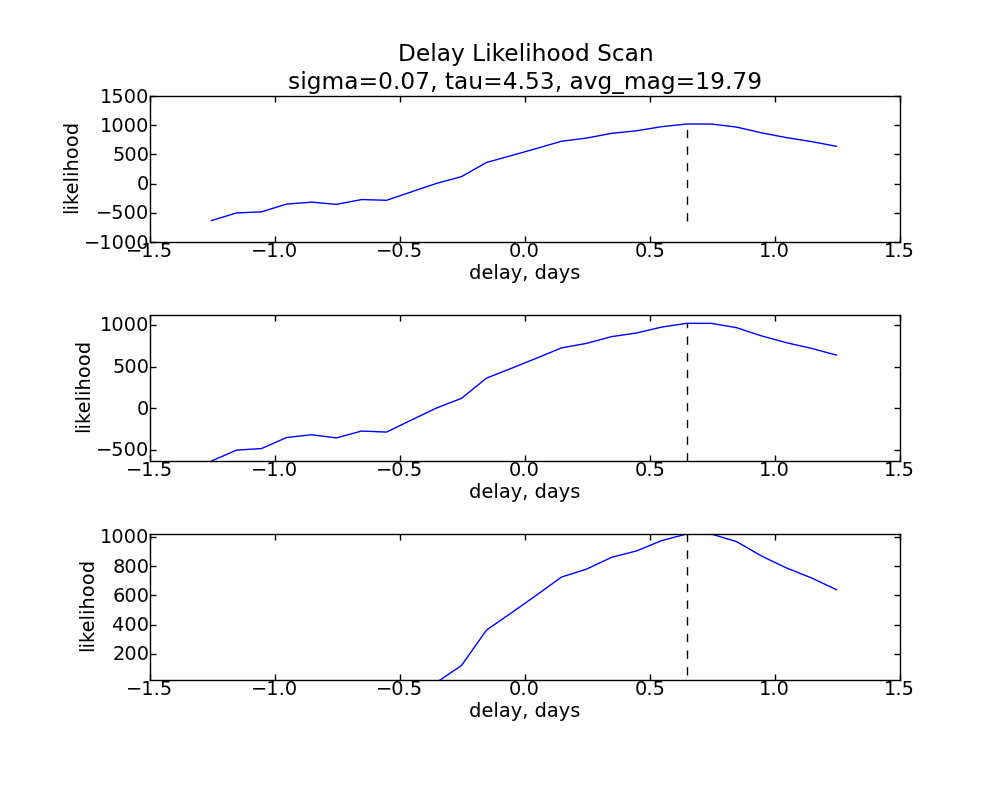 Delay Likelihood Scan
sigma=0.07, tau=4.53, avg_mag=19.79
1500
1000
500
0
−500
−1000
likelihood
−1.5 −1.0 −0.5 0.0 0.5 1.0 1.5
delay, days
1000
500
0
−500
likelihood
−1.5 −1.0 −0.5 0.0 0.5 1.0 1.5
delay, days
1000
800
600
400
200
likelihood
−1.5 −1.0 −0.5 0.0 0.5 1.0 1.5
delay, days